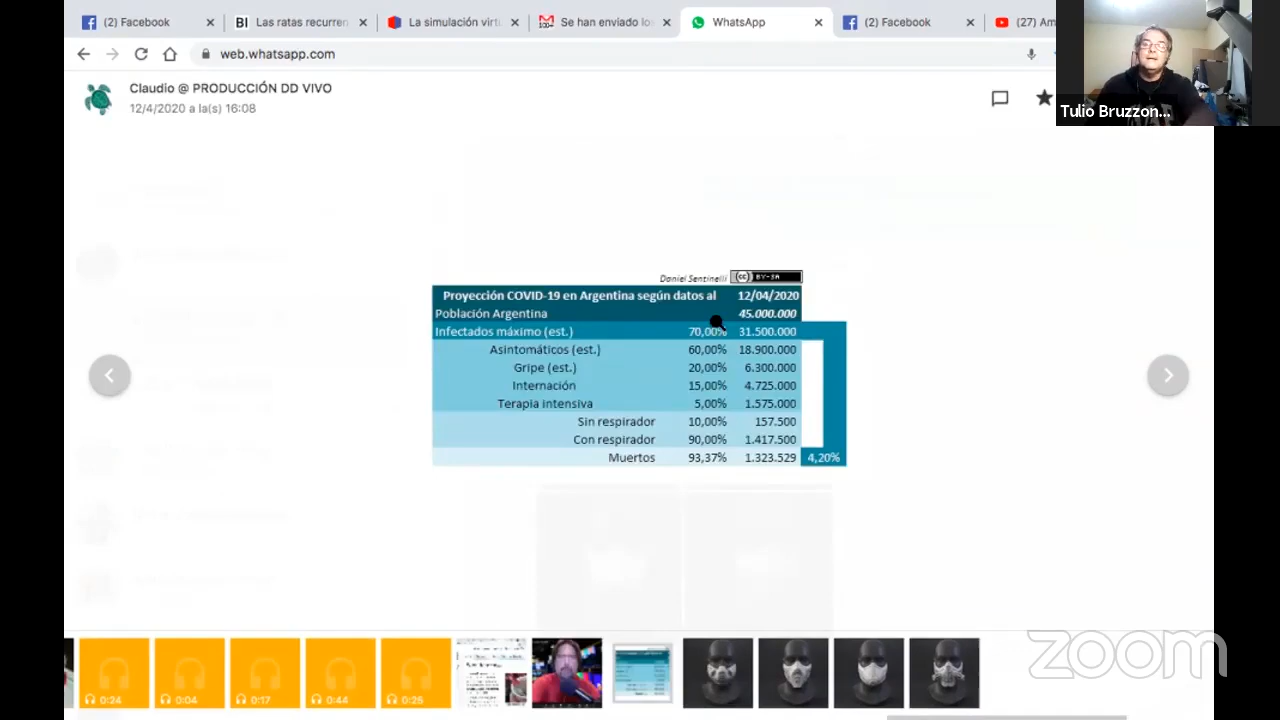 (2) Facebook
Las ratas recurren
La simulación virtu
Se han enviado lo
WhatsApp
(2) Facebook
(27) Am
web.whatsapp.com
Claudio @ PRODUCCIÓN DD VIVO
12/4/2020 a la(s) 16:08
Tulio Bruzzon...
Daniel Sentinelli
cc BY-SA
Proyección COVID-19 en Argentina según datos al 12/04/2020
Población Argentina 45.000.000
Infectados máximo (est.) 70,00% 31.500.000
Asintomáticos (est.) 60,00% 18.900.000
Gripe (est.) 20,00% 6.300.000
Internación 15,00% 4.725.000
Terapia intensiva 5,00% 1.575.000
Sin respirador 10,00% 157.500
Con respirador 90,00% 1.417.500
Muertos 93,37% 1.323.529 4,20%
0:24
0:04
0:17
0:44
0:25
zoom